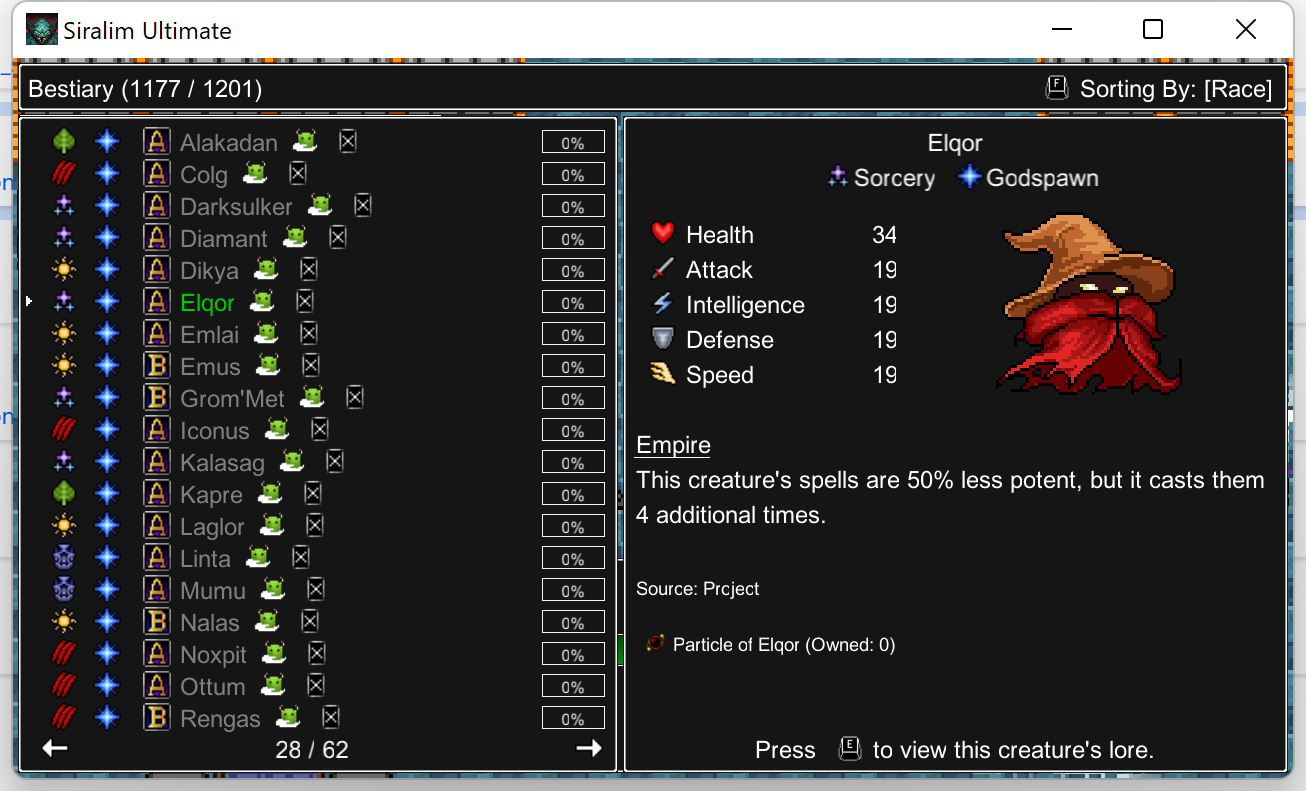 Siralim Ultimate
Bestiary (1177 / 1201)
F Sorting By: [Race]
A Alakadan 0%
A Colg 0%
A Darksulker 0%
A Diamant 0%
A Dikya 0%
A Elqor 0%
A Emlai 0%
B Emus 0%
B Grom'Met 0%
A Iconus 0%
A Kalasag 0%
A Kapre 0%
A Laglor 0%
A Linta 0%
A Mumu 0%
B Nalas 0%
A Noxpit 0%
A Ottum 0%
B Rengas 0%
28 / 62
Elqor
Sorcery Godspawn
Health 34
Attack 19
Intelligence 19
Defense 19
Speed 19
Empire
This creature's spells are 50% less potent, but it casts them
4 additional times.
Source: Project
Particle of Elqor (Owned: 0)
Press E to view this creature's lore.